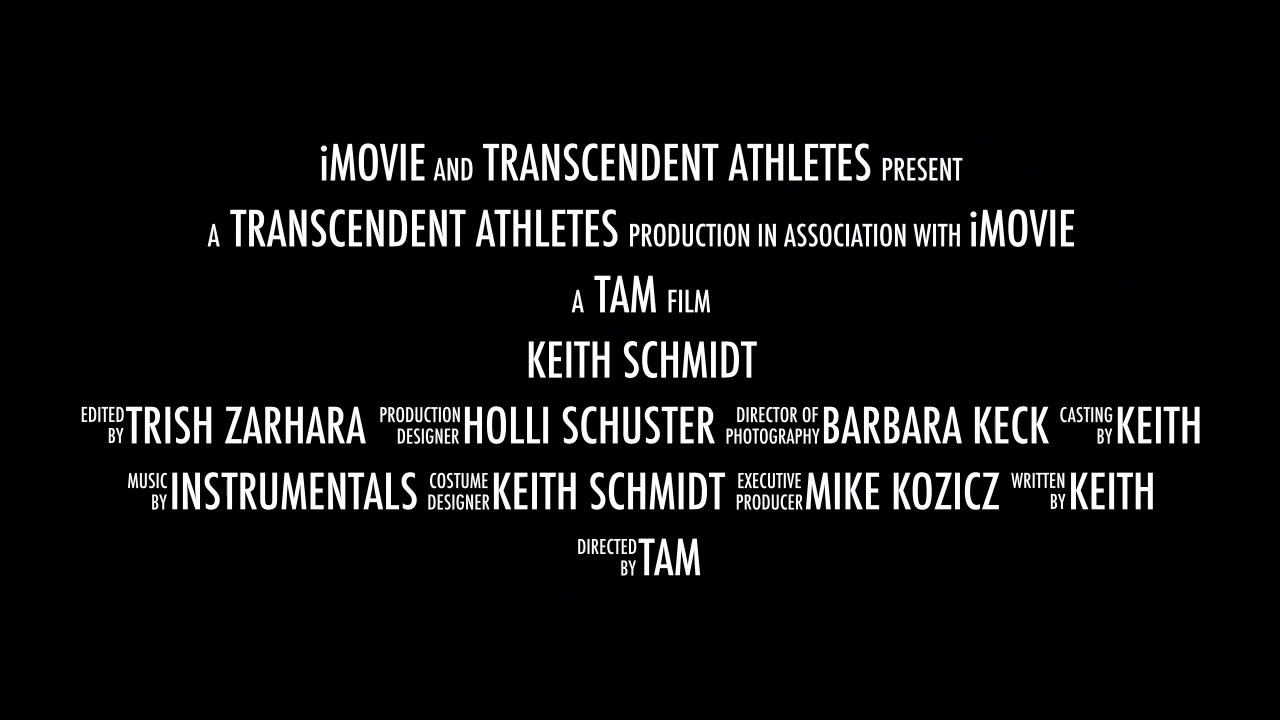 iMOVIE AND TRANSCENDENT ATHLETES PRESENT
A TRANSCENDENT ATHLETES PRODUCTION IN ASSOCIATION WITH iMOVIE
A TAM FILM
KEITH SCHMIDT
EDITED BY TRISH ZARHARA PRODUCTION DESIGNER HOLLI SCHUSTER DIRECTOR OF PHOTOGRAPHY BARBARA KECK CASTING BY KEITH
MUSIC BY INSTRUMENTALS COSTUME DESIGNER KEITH SCHMIDT EXECUTIVE PRODUCER MIKE KOZICZ WRITTEN BY KEITH
DIRECTED BY TAM